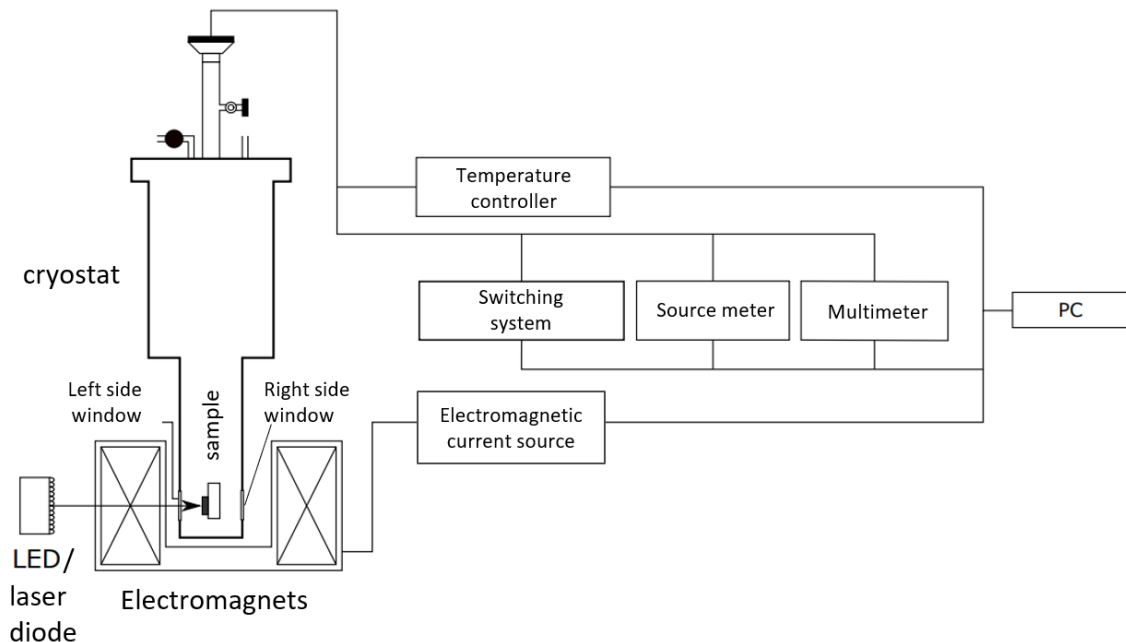 Temperature
controller
cryostat
Switching
system
Source meter
Multimeter
PC
Left side
window
sample
Right side
window
Electromagnetic
current source
LED/
laser
diode
Electromagnets